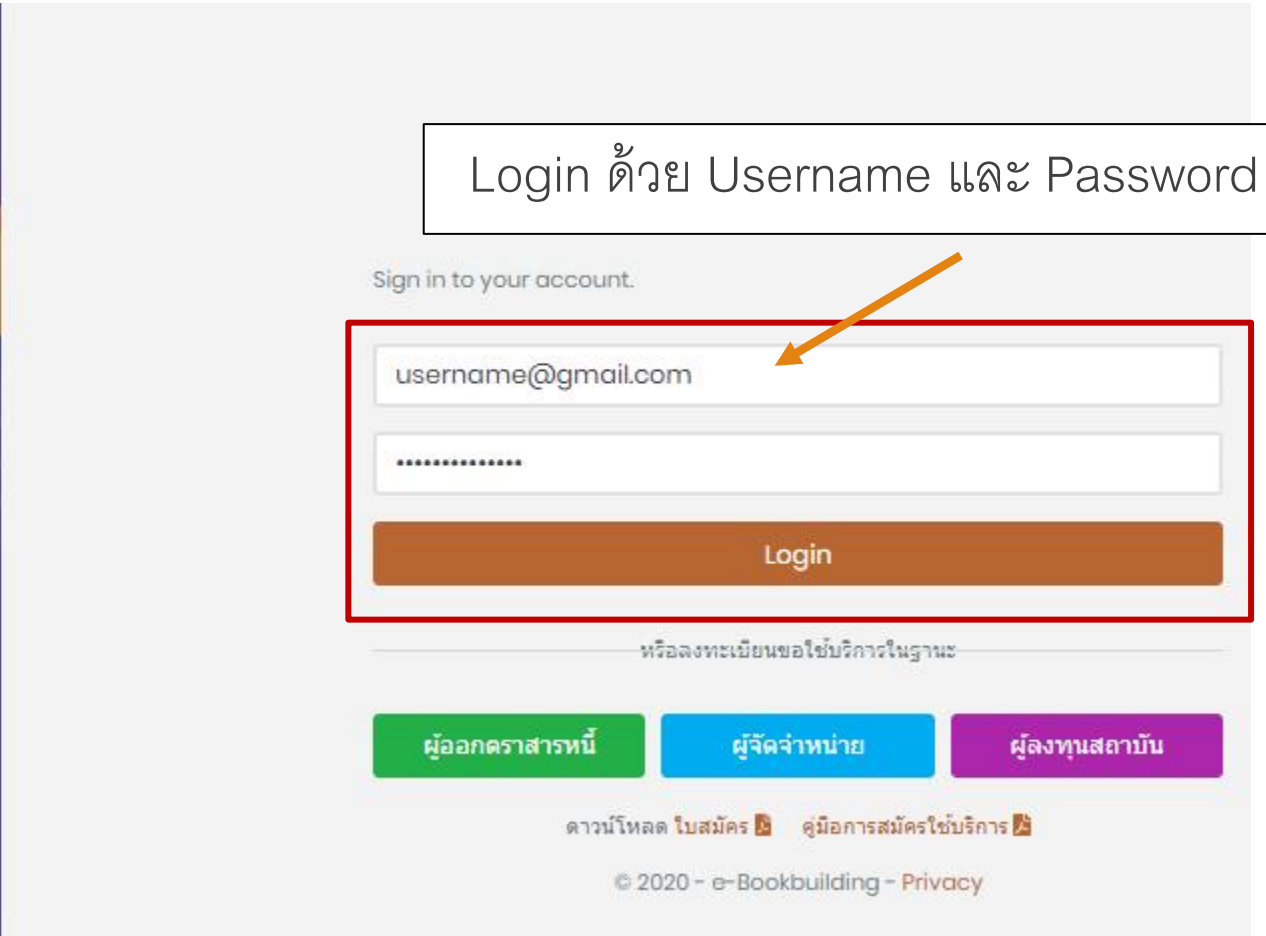 Login ด้วย Username และ Password
Sign in to your account.
username@gmail.com
••••••••••••••
Login
หรือลงทะเบียนขอใช้บริการในฐานะ
ผู้ออกตราสารหนี้ ผู้จัดจำหน่าย ผู้ลงทุนสถาบัน
ดาวน์โหลด ใบสมัคร คู่มือการสมัครใช้บริการ
© 2020 - e-Bookbuilding - Privacy